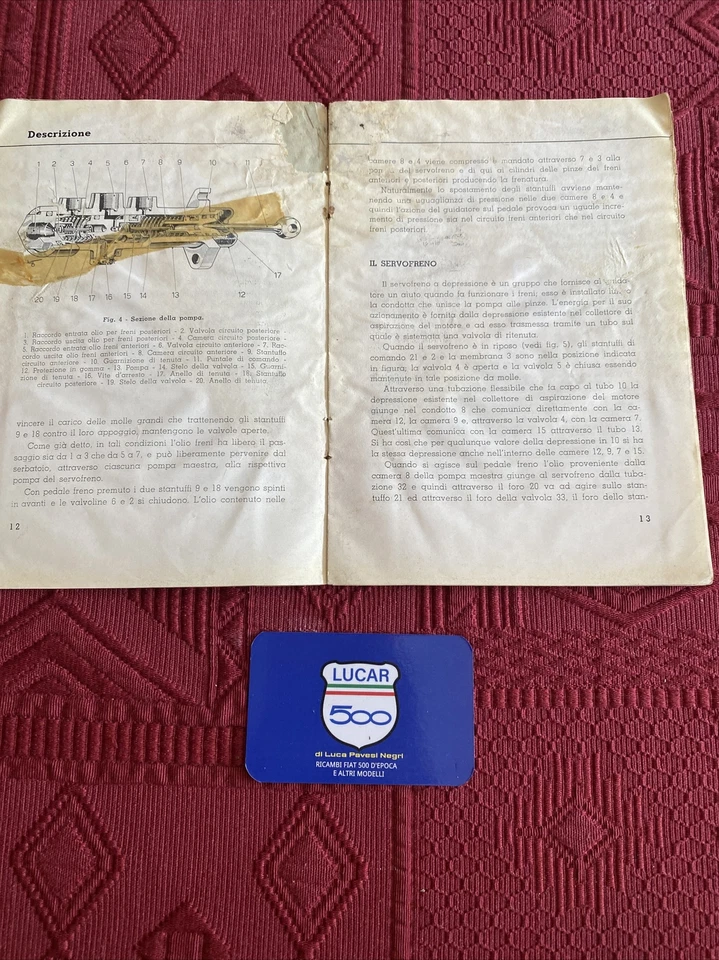 Descrizione
1 2 3 4 5 6 7 8 9 10 11
20 19 18 17 16 15 14 13 12
17
Fig. 4 - Sezione della pompa.
1. Raccordo entrata olio per freni posteriori - 2. Valvola circuito posteriore -
3. Raccordo uscita olio freni posteriori - 4. Camera circuito posteriore -
5. Raccordo entrata olio freni anteriori - 6. Valvola circuito anteriore - 7. Rac-
cordo uscita olio freni anteriori - 8. Camera circuito anteriore - 9. Stantuffo
circuito anteriore - 10. Guarnizione di tenuta - 11. Puntale di comando -
12. Protezione in gomma - 13. Pompa - 14. Stelo della valvola - 15. Guarni-
zione di tenuta - 16. Vite d'arresto - 17. Anello di tenuta - 18. Stantuffo
circuito posteriore - 19. Stelo della valvola - 20. Anello di tenuta.
vincere il carico delle molle grandi che trattenendo gli stantuffi
9 e 18 contro il loro appoggio, mantengono le valvole aperte.
Come già detto, in tali condizioni l'olio freni ha libero il pas-
saggio sia da 1 a 3 che da 5 a 7, e può liberamente pervenire dal
serbatoio, attraverso ciascuna pompa maestra, alla rispettiva
pompa del servofreno.
Con pedale freno premuto i due stantuffi 9 e 18 vengono spinti
in avanti e le valvoline 6 e 2 si chiudono. L'olio contenuto nelle
12
camere 8 e 4 viene compresso e mandato attraverso 7 e 3 alla
del servofreno e di qui ai cilindri delle pinze dei freni
anteriori e posteriori producendo la frenatura.
Naturalmente lo spostamento degli stantuffi avviene mante-
nendo una uguaglianza di pressione nelle due camere 8 e 4 e
quindi l'azione del guidatore sul pedale provoca un uguale incre-
mento di pressione sia nel circuito freni anteriori che nel circuito
freni posteriori.
IL SERVOFRENO
Il servofreno a depressione è un gruppo che fornisce al guida-
tore un aiuto quando fa funzionare i freni; esso è installato
la condotta che unisce la pompa alle pinze. L'energia per il suo
azionamento è fornita dalla depressione esistente nel collettore di
aspirazione del motore e ad esso trasmessa tramite un tubo sul
quale è sistemata una valvola di ritenuta.
Quando il servofreno è in riposo (vedi fig. 5), gli stantuffi di
comando 21 e 2 e la membrana 3 sono nella posizione indicata
in figura; la valvola 4 è aperta e la valvola 5 è chiusa essendo
mantenute in tale posizione da molle.
Attraverso una tubazione flessibile che fa capo al tubo 10 la
depressione esistente nel collettore di aspirazione del motore
giunge nel condotto 8 che comunica direttamente con la ca-
mera 12, la camera 9 e, attraverso la valvola 4, con la camera 7.
Quest'ultima comunica con la camera 15 attraverso il tubo 13.
Si ha così che per qualunque valore della depressione in 10 si ha
la stessa depressione anche nell'interno delle camere 12, 9, 7 e 15.
Quando si agisce sul pedale freno l'olio proveniente dalla
camera 8 della pompa maestra giunge al servofreno dalla tuba-
zione 32 e quindi attraverso il foro 20 va ad agire sullo stan-
tuffo 21 ed attraverso il foro della valvola 33, il foro dello stan-
13
LUCAR
500
di Luca Pavesi Negri
RICAMBI FIAT 500 D'EPOCA
E ALTRI MODELLI